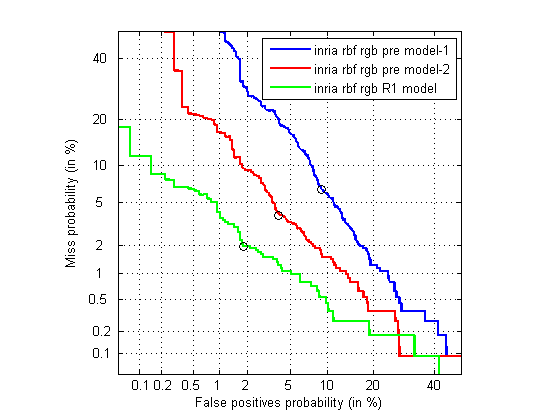 inria rbf rgb pre model-1
inria rbf rgb pre model-2
inria rbf rgb R1 model
40
20
10
5
2
1
0.5
0.2
0.1
Miss probability (in %)
0.1 0.2 0.5 1 2 5 10 20 40
False positives probability (in %)